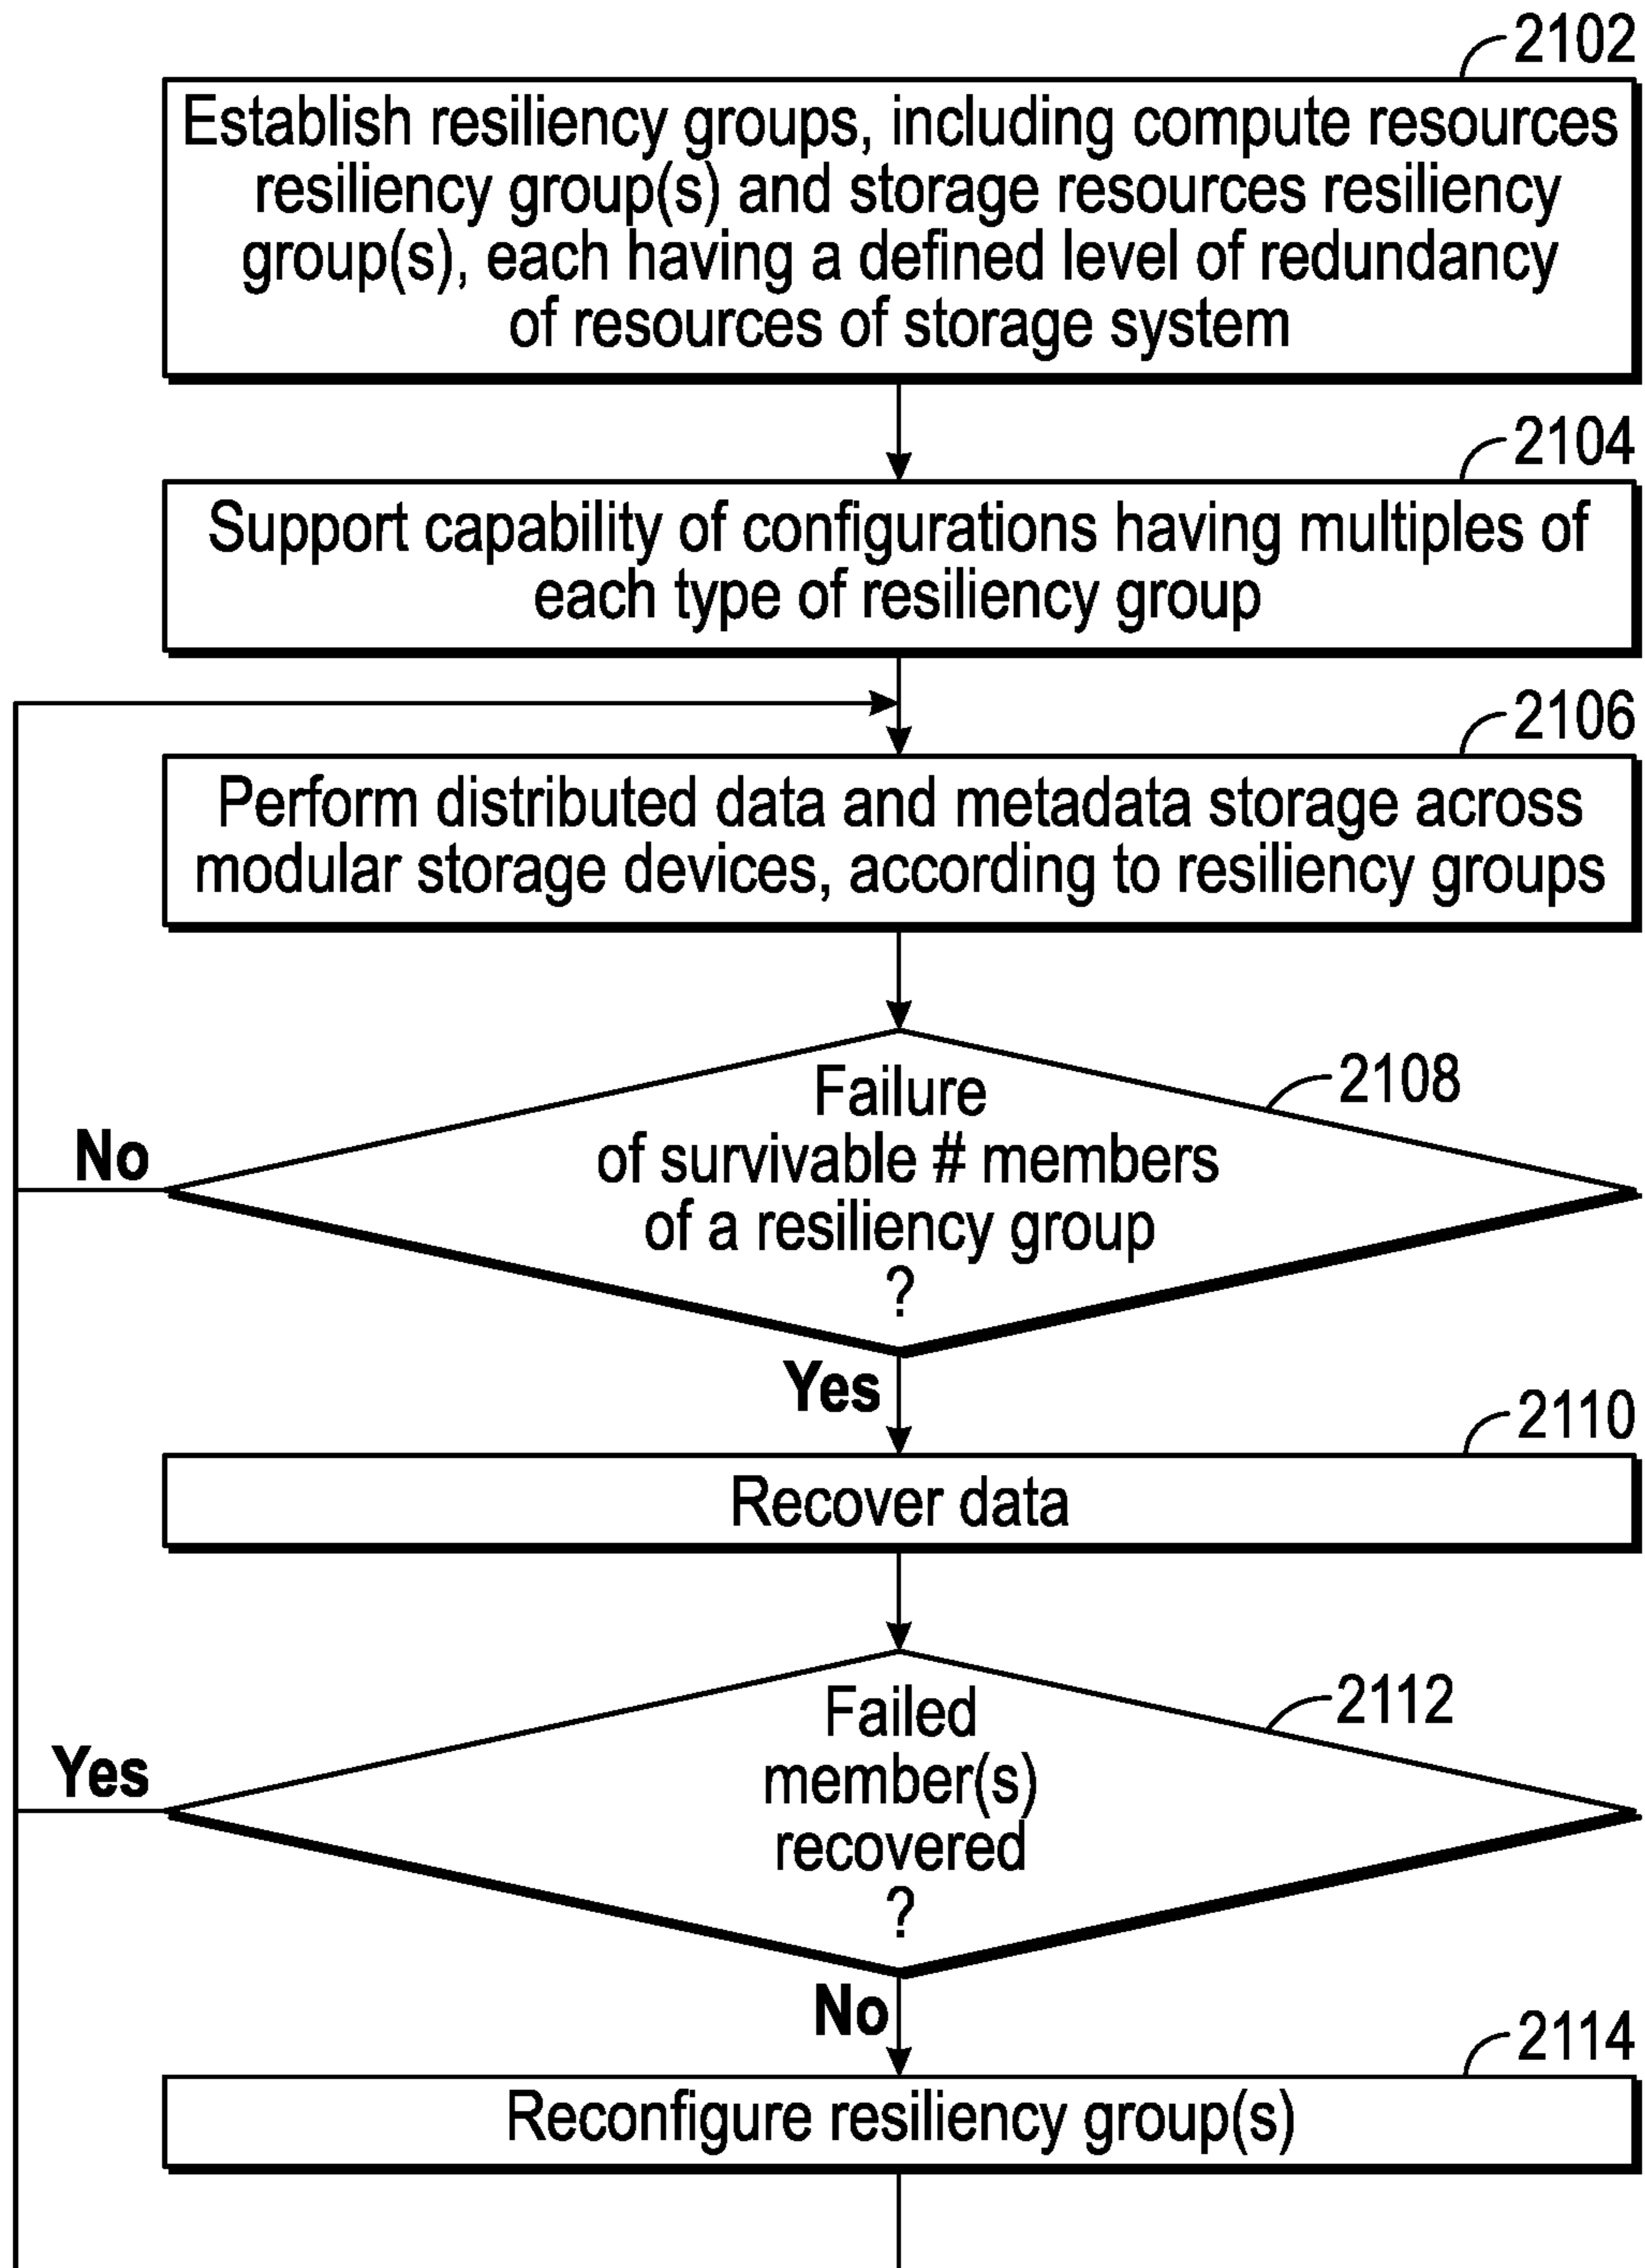 2102
Establish resiliency groups, including compute resources
resiliency group(s) and storage resources resiliency
group(s), each having a defined level of redundancy
of resources of storage system
2104
Support capability of configurations having multiples of
each type of resiliency group
2106
Perform distributed data and metadata storage across
modular storage devices, according to resiliency groups
2108
Failure
of survivable # members
of a resiliency group
?
No
Yes
2110
Recover data
2112
Failed
member(s)
recovered
?
Yes
No
2114
Reconfigure resiliency group(s)